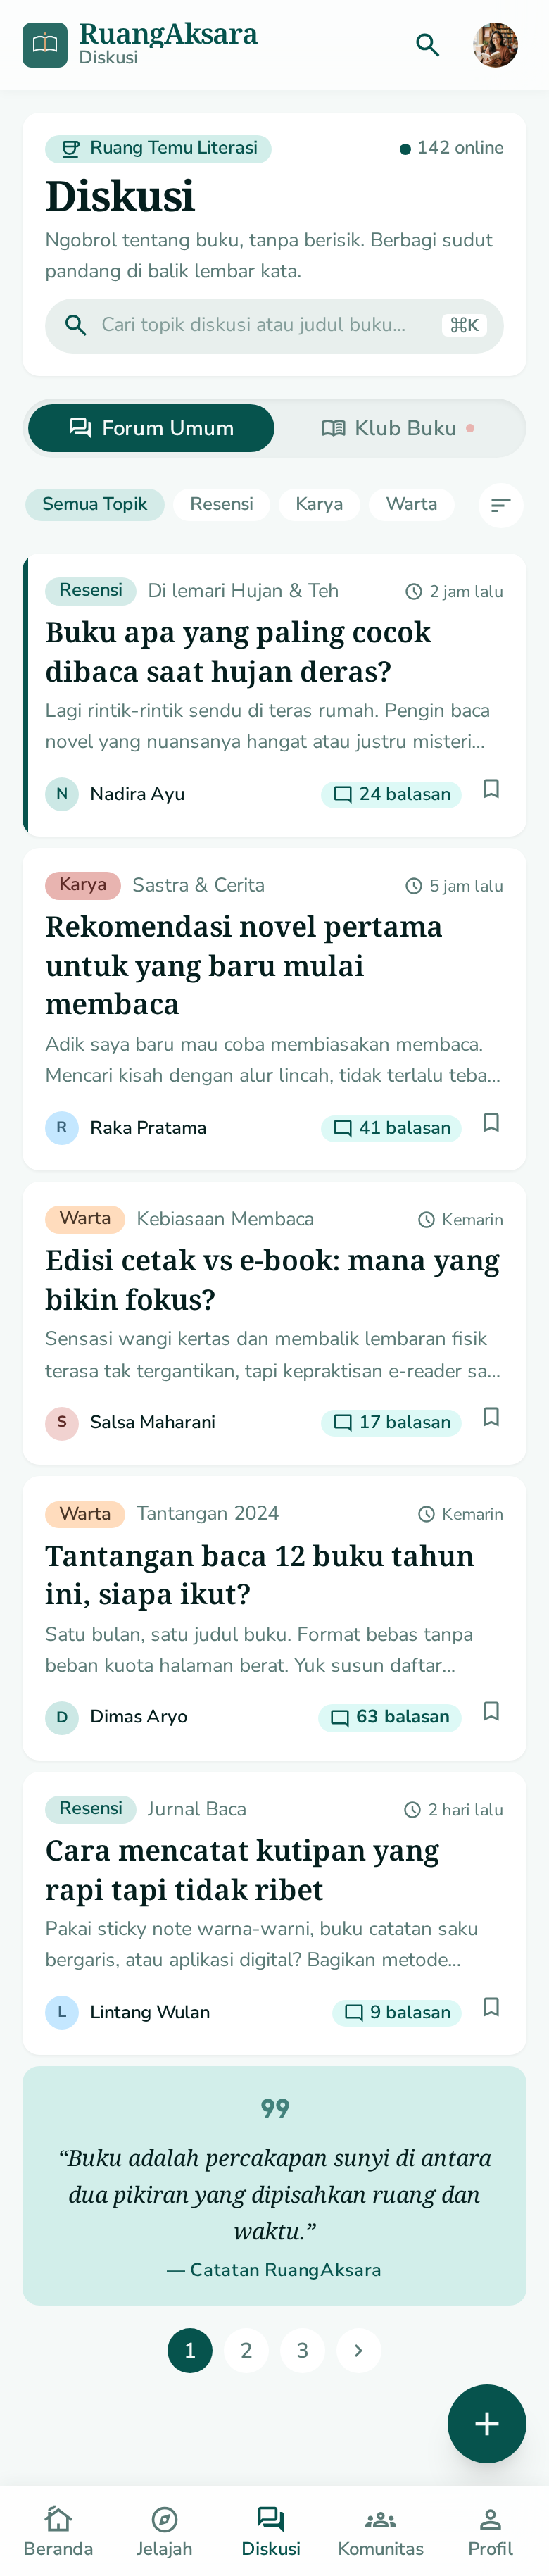 RuangAksara
Diskusi
Ruang Temu Literasi
142 online
Diskusi
Ngobrol tentang buku, tanpa berisik. Berbagi sudut
pandang di balik lembar kata.
Cari topik diskusi atau judul buku...
⌘K
Forum Umum
Klub Buku
Semua Topik
Resensi
Karya
Warta
Resensi
Di lemari Hujan & Teh
2 jam lalu
Buku apa yang paling cocok
dibaca saat hujan deras?
Lagi rintik-rintik sendu di teras rumah. Pengin baca
novel yang nuansanya hangat atau justru misteri...
N
Nadira Ayu
24 balasan
Karya
Sastra & Cerita
5 jam lalu
Rekomendasi novel pertama
untuk yang baru mulai
membaca
Adik saya baru mau coba membiasakan membaca.
Mencari kisah dengan alur lincah, tidak terlalu teba...
R
Raka Pratama
41 balasan
Warta
Kebiasaan Membaca
Kemarin
Edisi cetak vs e-book: mana yang
bikin fokus?
Sensasi wangi kertas dan membalik lembaran fisik
terasa tak tergantikan, tapi kepraktisan e-reader sa...
S
Salsa Maharani
17 balasan
Warta
Tantangan 2024
Kemarin
Tantangan baca 12 buku tahun
ini, siapa ikut?
Satu bulan, satu judul buku. Format bebas tanpa
beban kuota halaman berat. Yuk susun daftar...
D
Dimas Aryo
63 balasan
Resensi
Jurnal Baca
2 hari lalu
Cara mencatat kutipan yang
rapi tapi tidak ribet
Pakai sticky note warna-warni, buku catatan saku
bergaris, atau aplikasi digital? Bagikan metode...
L
Lintang Wulan
9 balasan
“Buku adalah percakapan sunyi di antara
dua pikiran yang dipisahkan ruang dan
waktu.”
— Catatan RuangAksara
1
2
3
Beranda
Jelajah
Diskusi
Komunitas
Profil